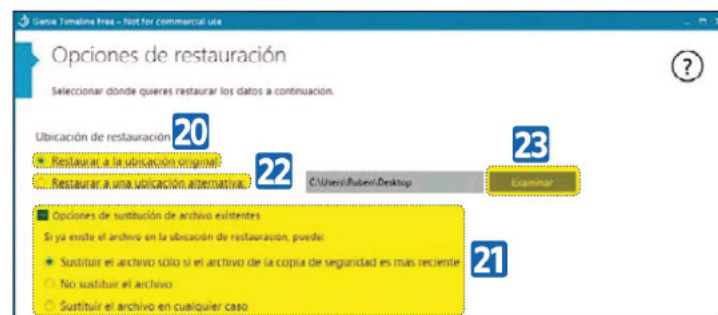 Genie Timeline Free - Not for commercial use
Opciones de restauración
?
Seleccionar dónde quieres restaurar los datos a continuación.
Ubicación de restauración 20
Restaurar a la ubicación original
23
Restaurar a una ubicación alternativa: 22 C:\Users\Ruben\Desktop Examinar
Opciones de sustitución de archivo existentes
Si ya existe el archivo en la ubicación de restauración, puede:
Sustituir el archivo sólo si el archivo de la copia de seguridad es más reciente 21
No sustituir el archivo
Sustituir el archivo en cualquier caso